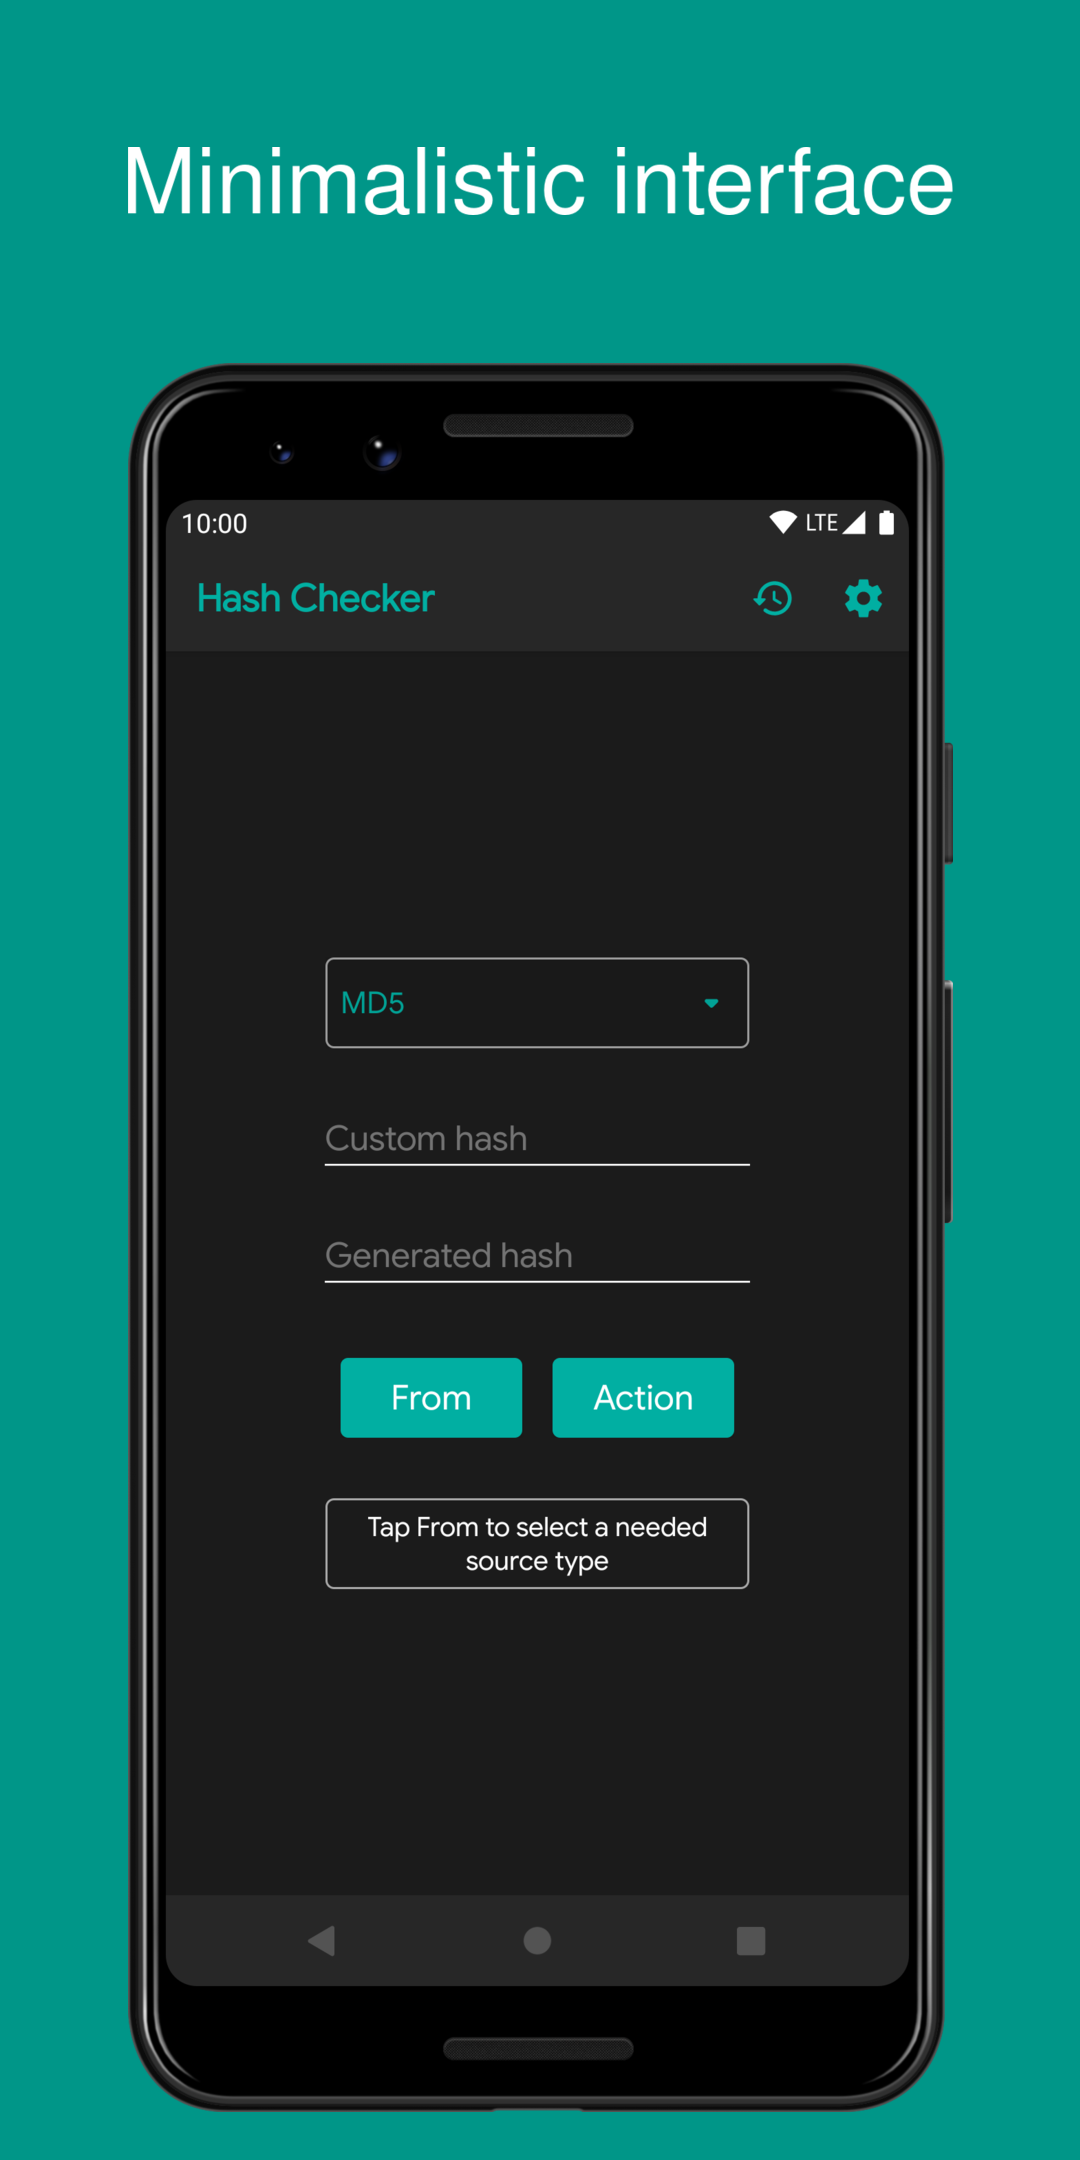 Minimalistic interface
10:00
LTE
Hash Checker
MD5
Custom hash
Generated hash
From
Action
Tap From to select a needed
source type